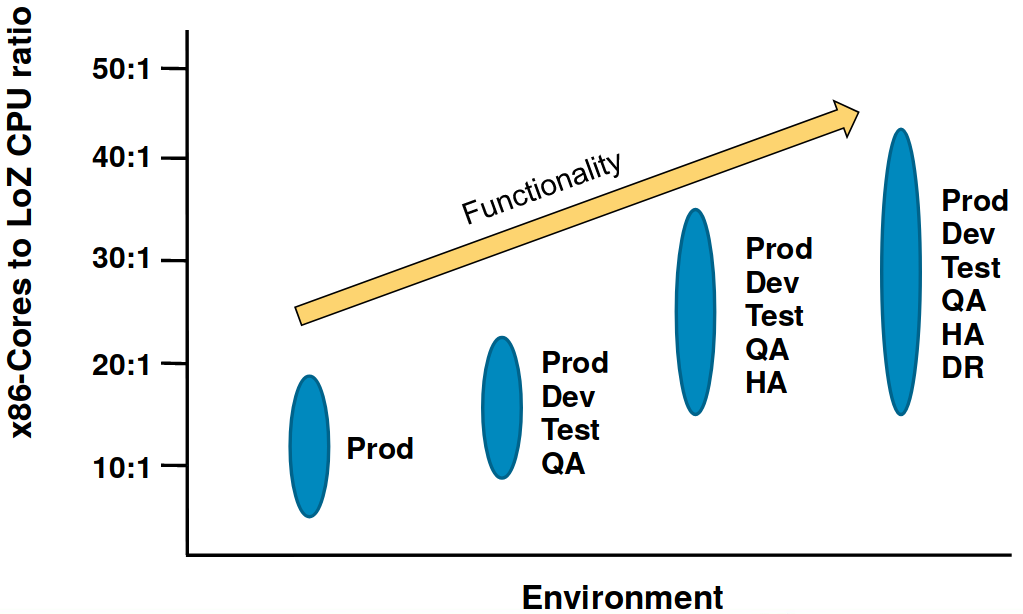 x86-Cores to LoZ CPU ratio
50:1
40:1
30:1
20:1
10:1
Functionality
Prod
Prod
Dev
Test
QA
Prod
Dev
Test
QA
HA
Prod
Dev
Test
QA
HA
DR
Environment